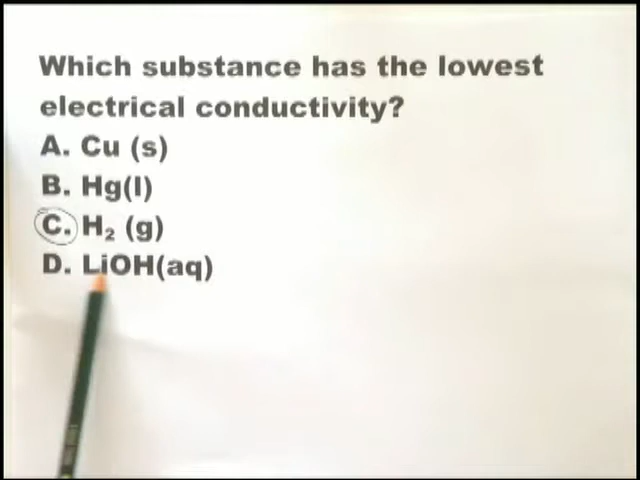 Which substance has the lowest
electrical conductivity?
A. Cu (s)
B. Hg(l)
C. H₂ (g)
D. LiOH(aq)